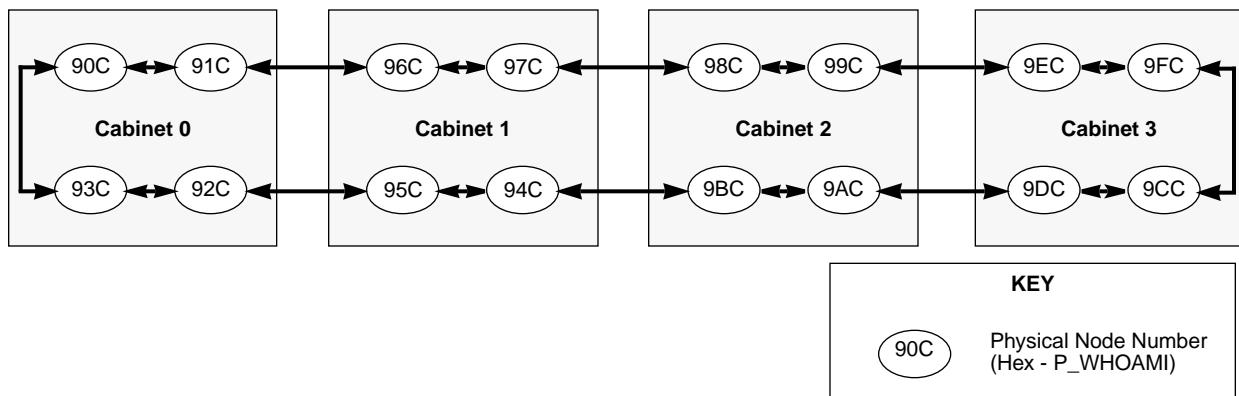 90C 91C 96C 97C 98C 99C 9EC 9FC
Cabinet 0 Cabinet 1 Cabinet 2 Cabinet 3
93C 92C 95C 94C 9BC 9AC 9DC 9CC
KEY
90C
Physical Node Number
(Hex - P_WHOAMI)